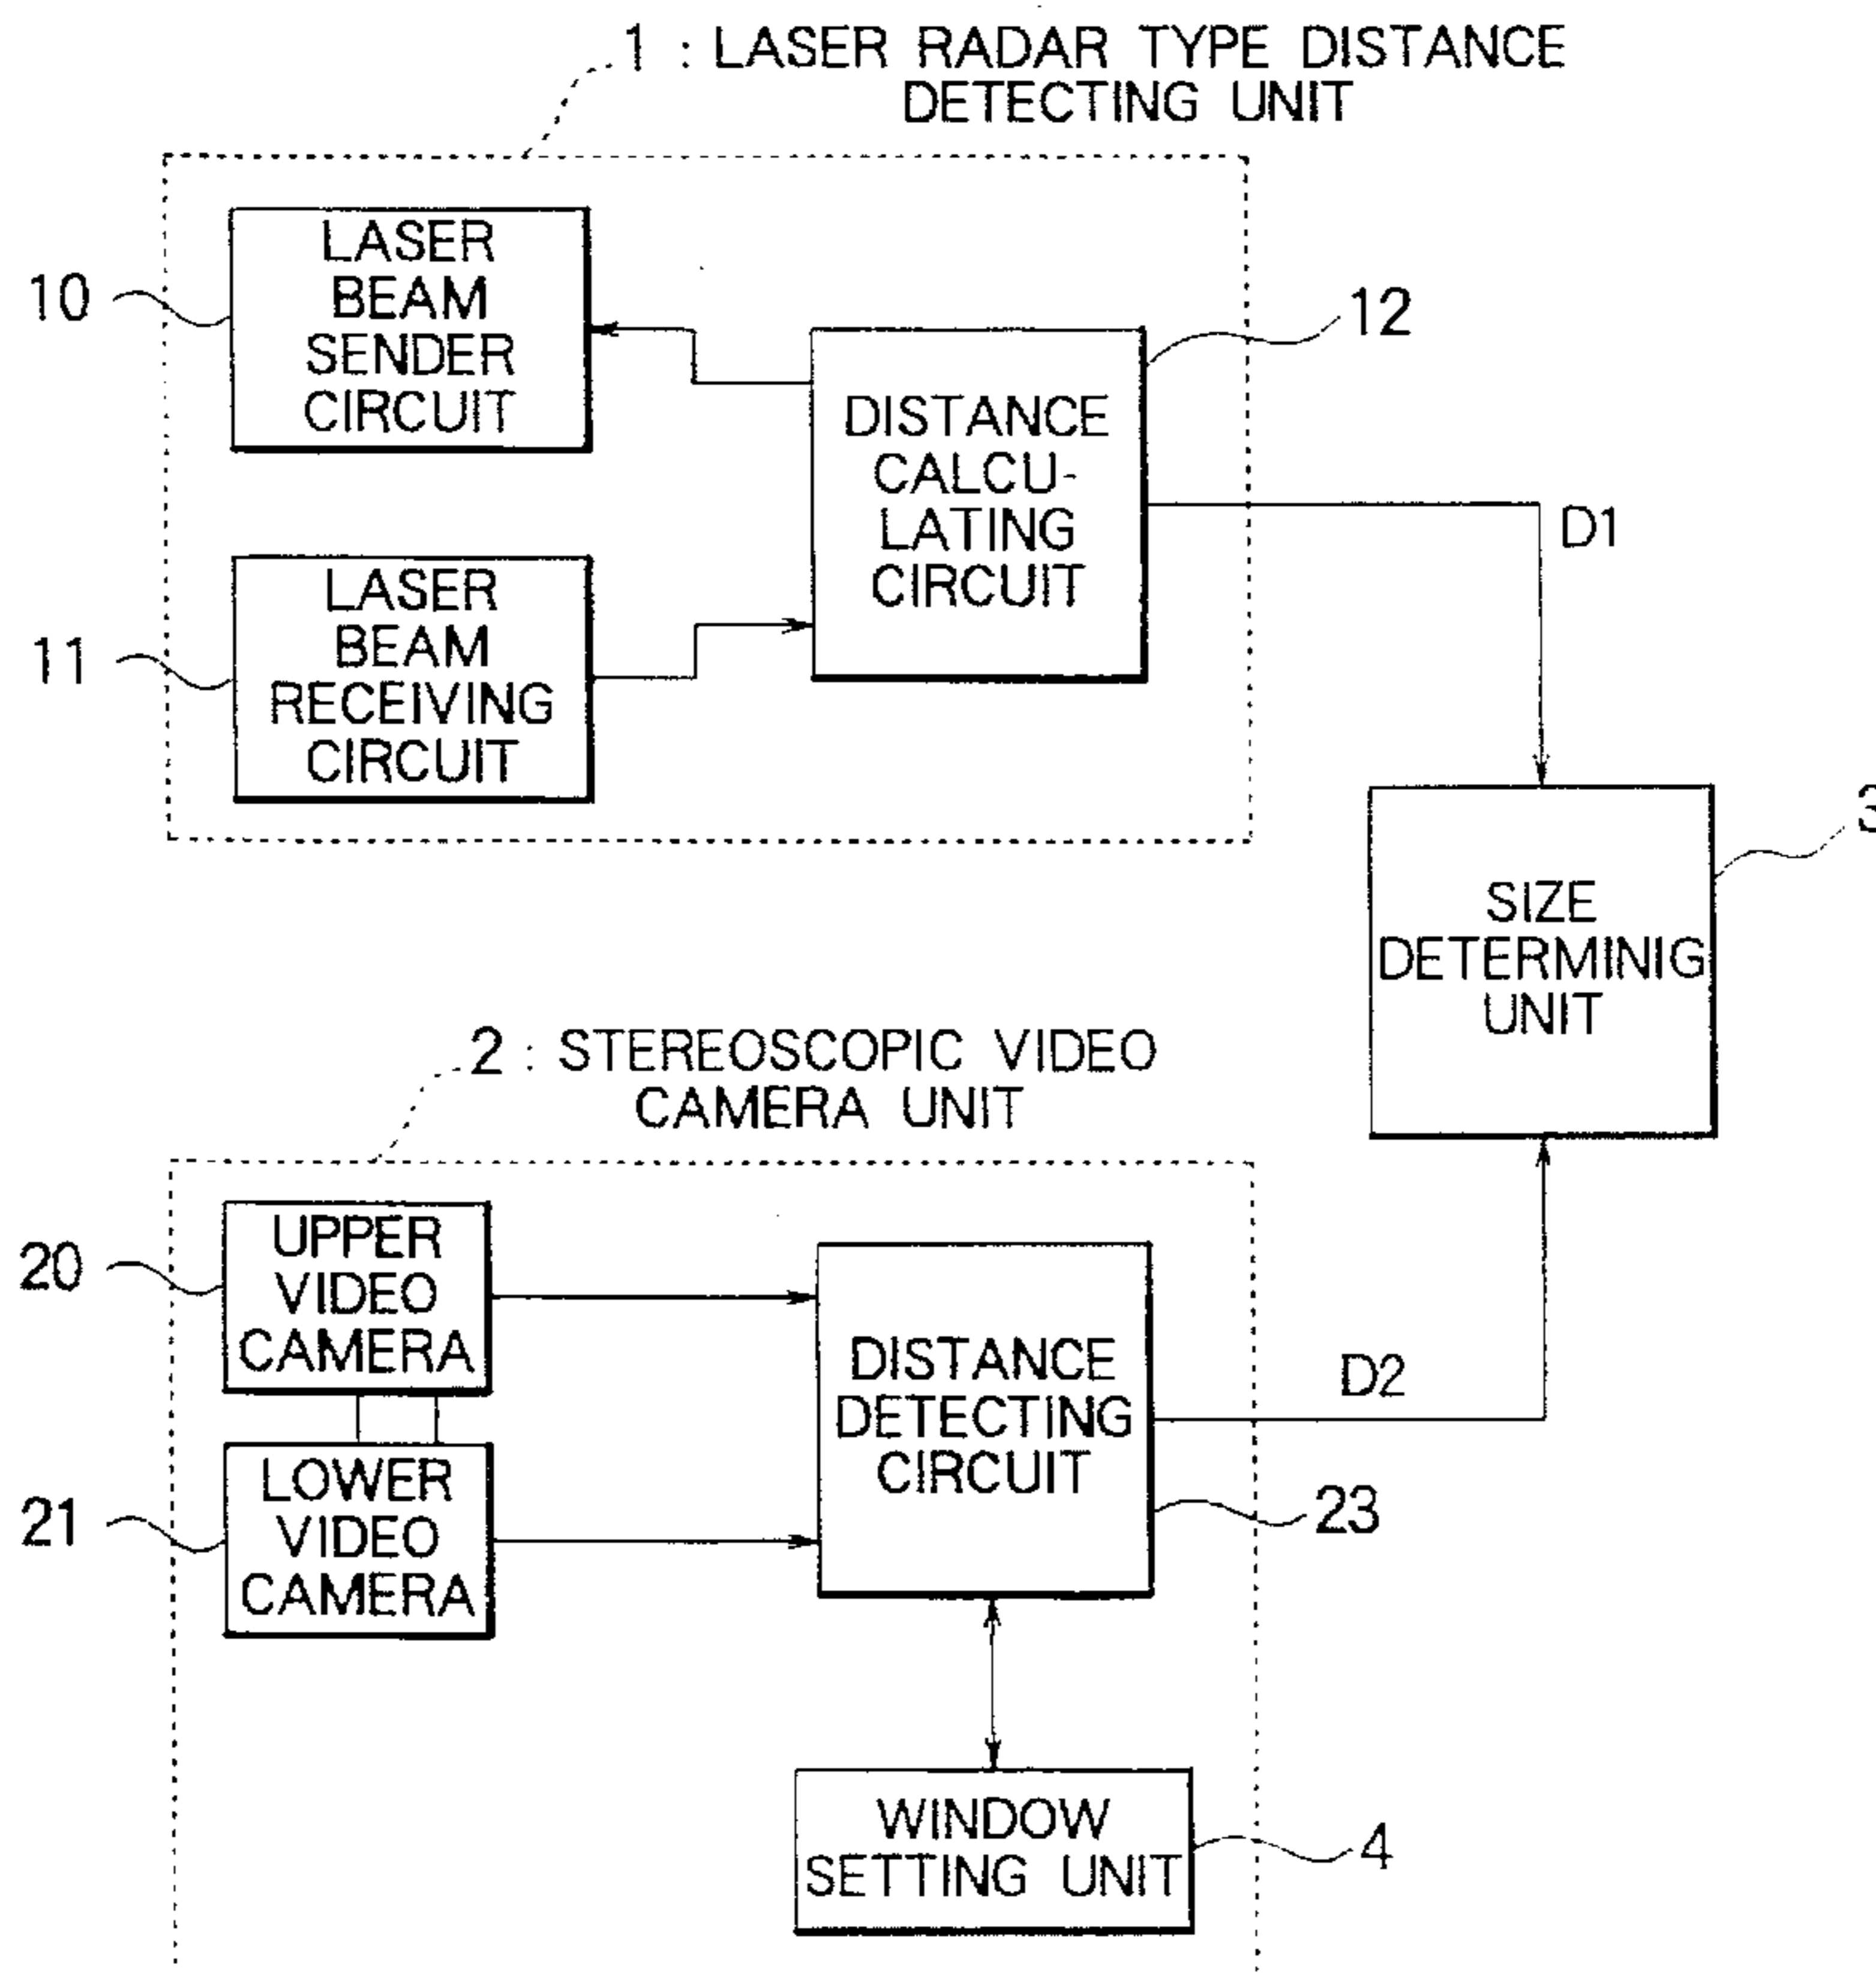 1 : LASER RADAR TYPE DISTANCE
DETECTING UNIT
LASER
BEAM
SENDER
CIRCUIT
10
12
DISTANCE
CALCU-
LATING
CIRCUIT
D1
LASER
BEAM
RECEIVING
CIRCUIT
11
3
SIZE
DETERMINIG
UNIT
2 : STEREOSCOPIC VIDEO
CAMERA UNIT
UPPER
VIDEO
CAMERA
20
DISTANCE
DETECTING
CIRCUIT
D2
23
LOWER
VIDEO
CAMERA
21
WINDOW
SETTING UNIT
4